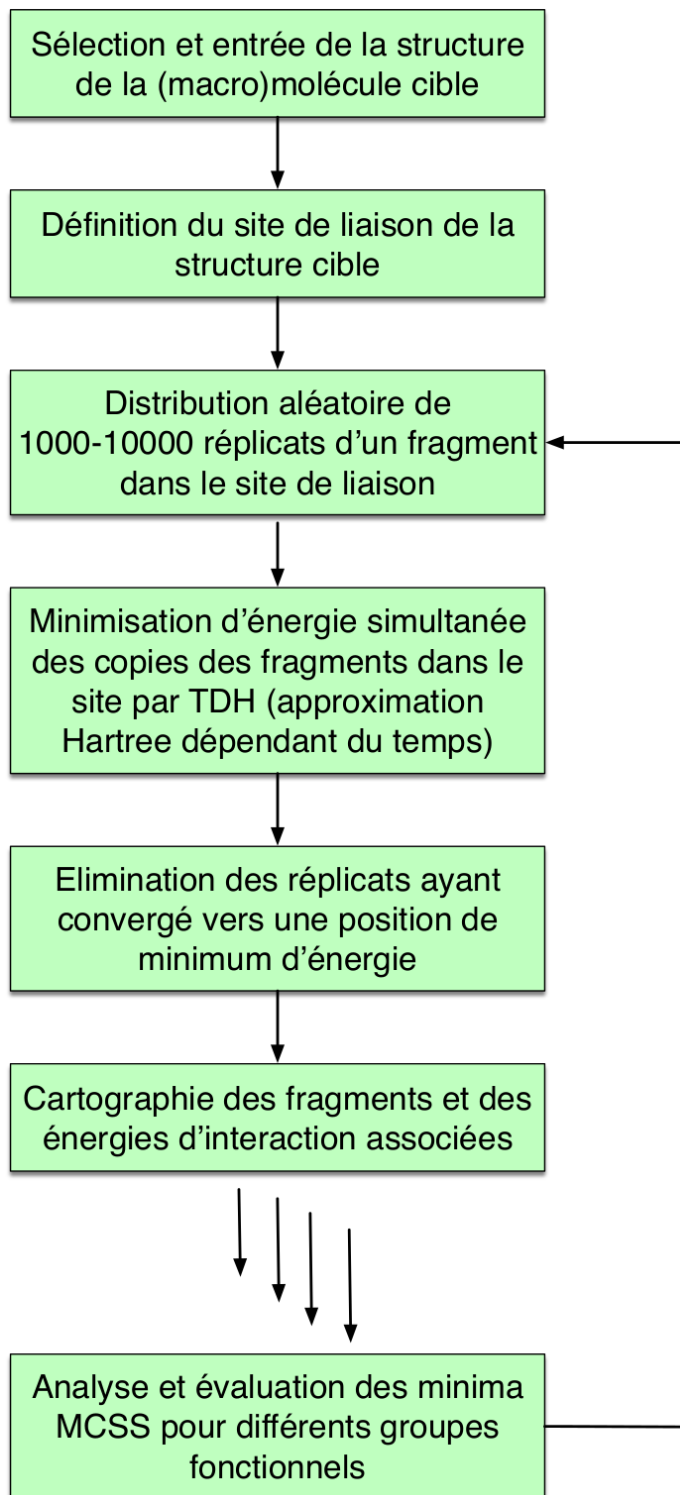 Sélection et entrée de la structure
de la (macro)molécule cible
Définition du site de liaison de la
structure cible
Distribution aléatoire de
1000-10000 réplicats d'un fragment
dans le site de liaison
Minimisation d'énergie simultanée
des copies des fragments dans le
site par TDH (approximation
Hartree dépendant du temps)
Elimination des réplicats ayant
convergé vers une position de
minimum d'énergie
Cartographie des fragments et des
énergies d'interaction associées
Analyse et évaluation des minima
MCSS pour différents groupes
fonctionnels